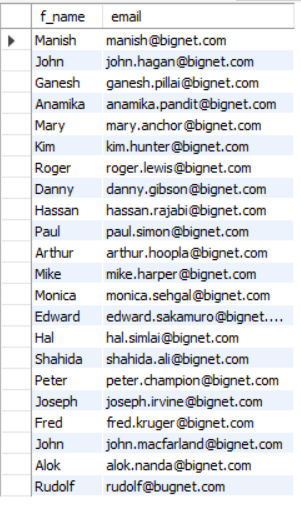 f_name email
Manish manish@bignet.com
John john.hagan@bignet.com
Ganesh ganesh.pillai@bignet.com
Anamika anamika.pandit@bignet.com
Mary mary.anchor@bignet.com
Kim kim.hunter@bignet.com
Roger roger.lewis@bignet.com
Danny danny.gibson@bignet.com
Hassan hassan.rajabi@bignet.com
Paul paul.simon@bignet.com
Arthur arthur.hoopla@bignet.com
Mike mike.harper@bignet.com
Monica monica.sehgal@bignet.com
Edward edward.sakamuro@bignet....
Hal hal.simlai@bignet.com
Shahida shahida.ali@bignet.com
Peter peter.champion@bignet.com
Joseph joseph.irvine@bignet.com
Fred fred.kruger@bignet.com
John john.macfarland@bignet.com
Alok alok.nanda@bignet.com
Rudolf rudolf@bugnet.com